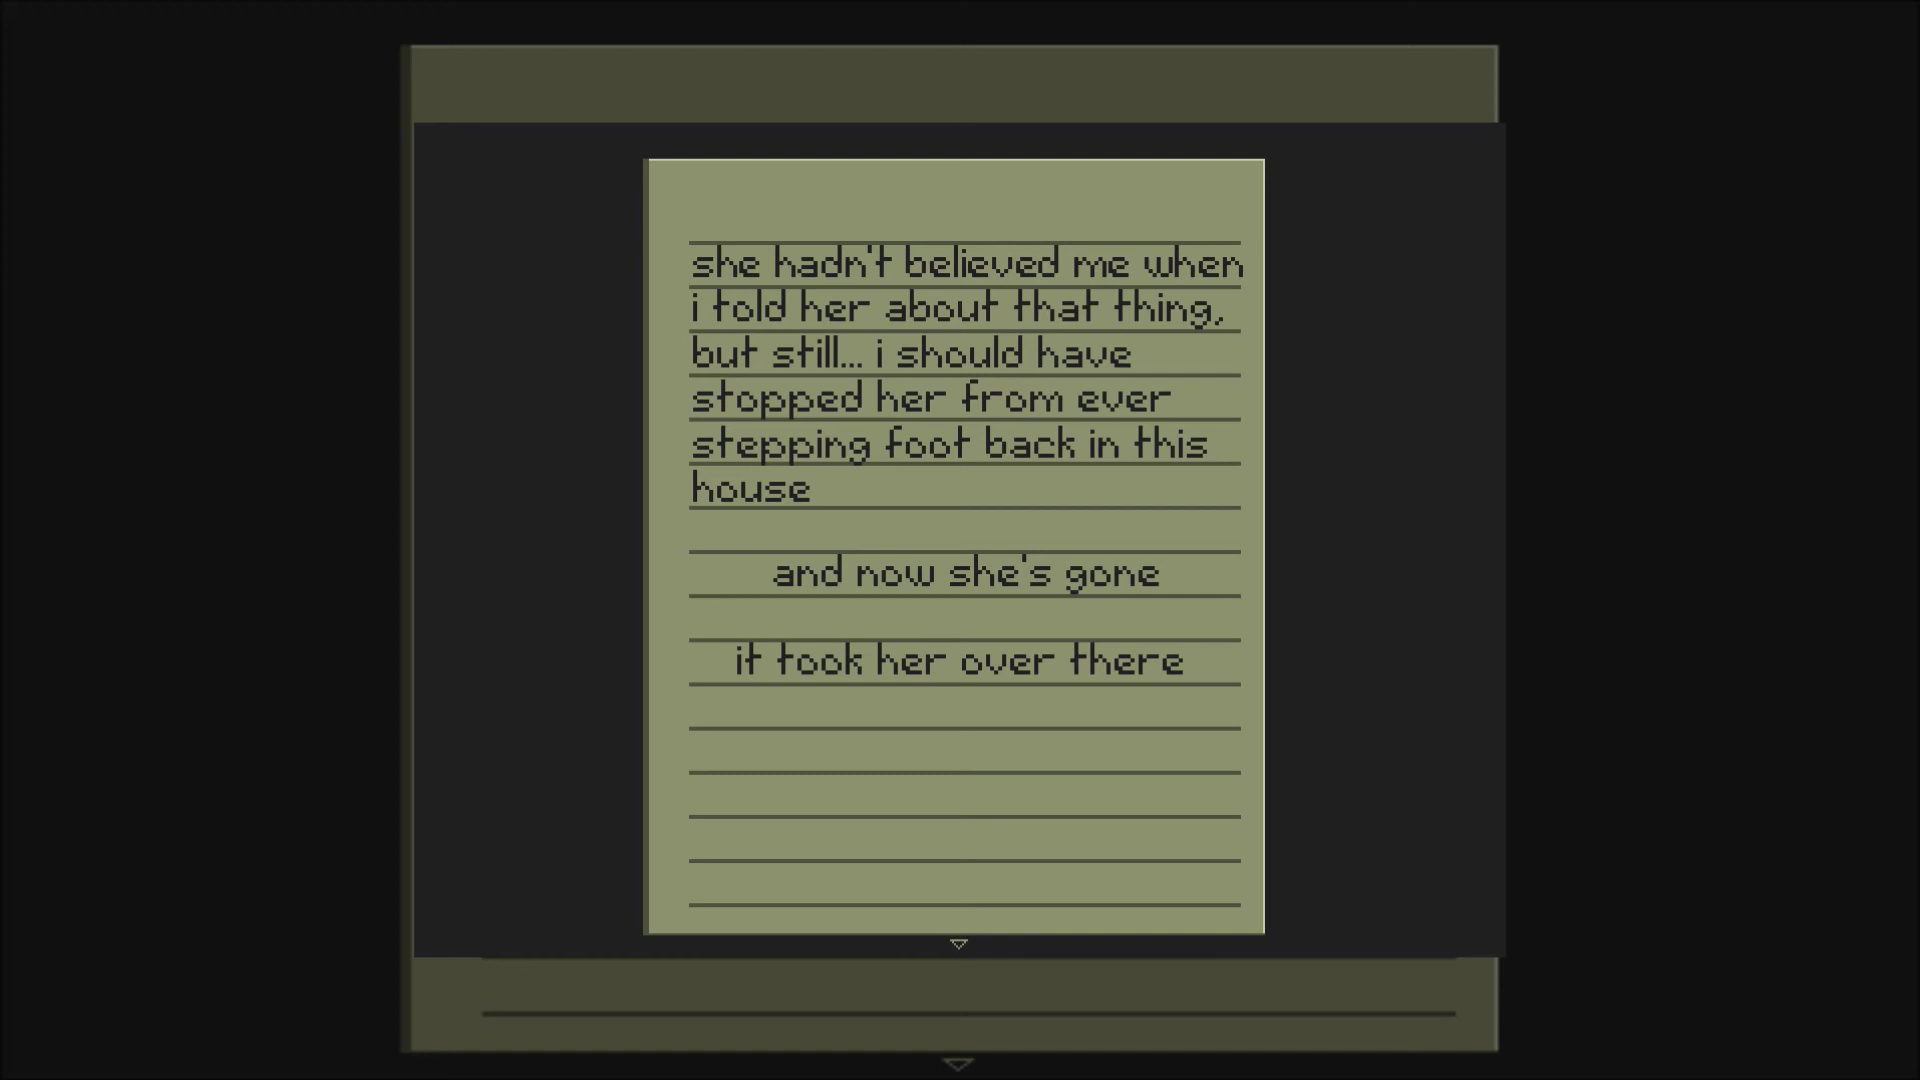 she hadn't believed me when
i told her about that thing,
but still... i should have
stopped her from ever
stepping foot back in this
house
and now she's gone
it took her over there